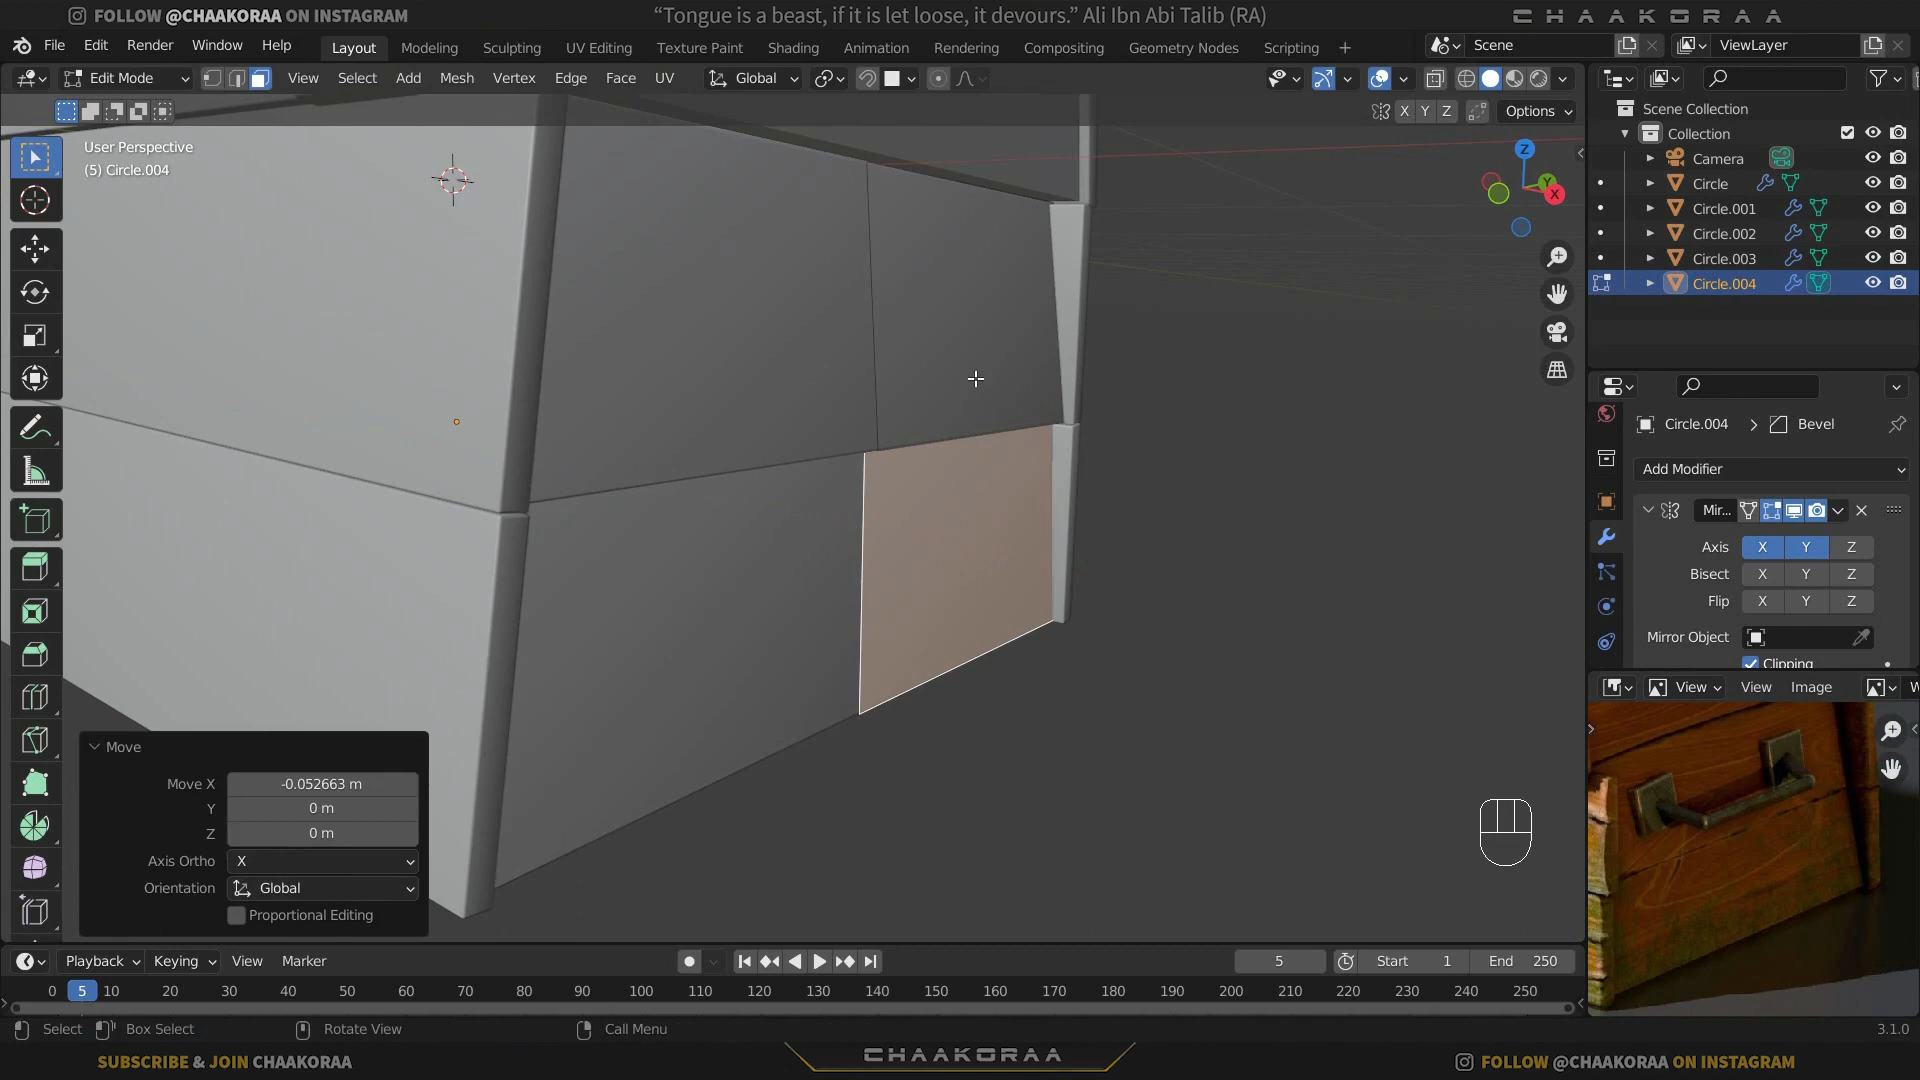 FOLLOW @CHAAKORAA ON INSTAGRAM
“Tongue is a beast, if it is let loose, it devours.” Ali Ibn Abi Talib (RA)
CHAAKORAA
File Edit Render Window Help
Layout Modeling Sculpting UV Editing Texture Paint Shading Animation Rendering Compositing Geometry Nodes Scripting +
Scene
ViewLayer
Edit Mode
View Select Add Mesh Vertex Edge Face UV
Global
X Y Z
Options
User Perspective
(5) Circle.004
Z
Y
X
Scene Collection
Collection
Camera
Circle
Circle.001
Circle.002
Circle.003
Circle.004
Circle.004 > Bevel
Add Modifier
Mir...
Axis X Y Z
Bisect X Y Z
Flip X Y Z
Mirror Object
Clipping
View View Image
Move
Move X -0.052663 m
Y 0 m
Z 0 m
Axis Ortho X
Orientation Global
Proportional Editing
Playback Keying View Marker
5
Start 1
End 250
0 5 10 20 30 40 50 60 70 80 90 100 110 120 130 140 150 160 170 180 190 200 210 220 230 240 250
Select Box Select Rotate View Call Menu
3.1.0
SUBSCRIBE & JOIN CHAAKORAA
CHAAKORAA
FOLLOW @CHAAKORAA ON INSTAGRAM